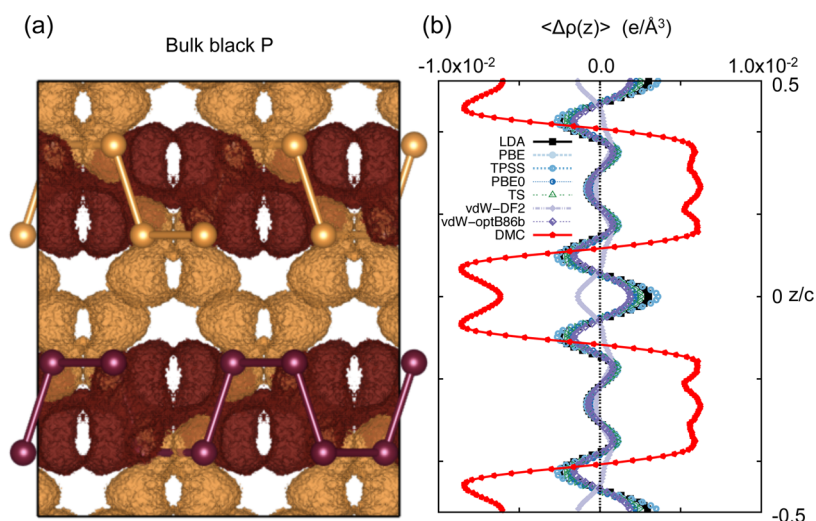 (a)
Bulk black P
(b)
<Δρ(z)> (e/Å³)
-1.0x10⁻² 0.0 1.0x10⁻²
0.5
LDA
PBE
TPSS
PBE0
TS
vdW-DF2
vdW-optB86b
DMC
0 z/c
-0.5